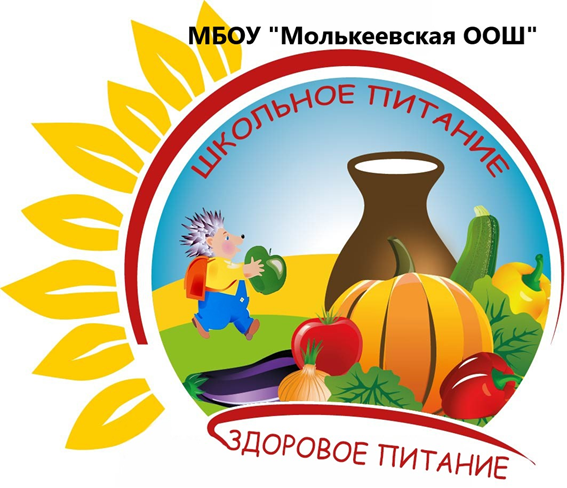 МБОУ "Молькеевская ООШ"
ШКОЛЬНОЕ ПИТАНИЕ
ЗДОРОВОЕ ПИТАНИЕ